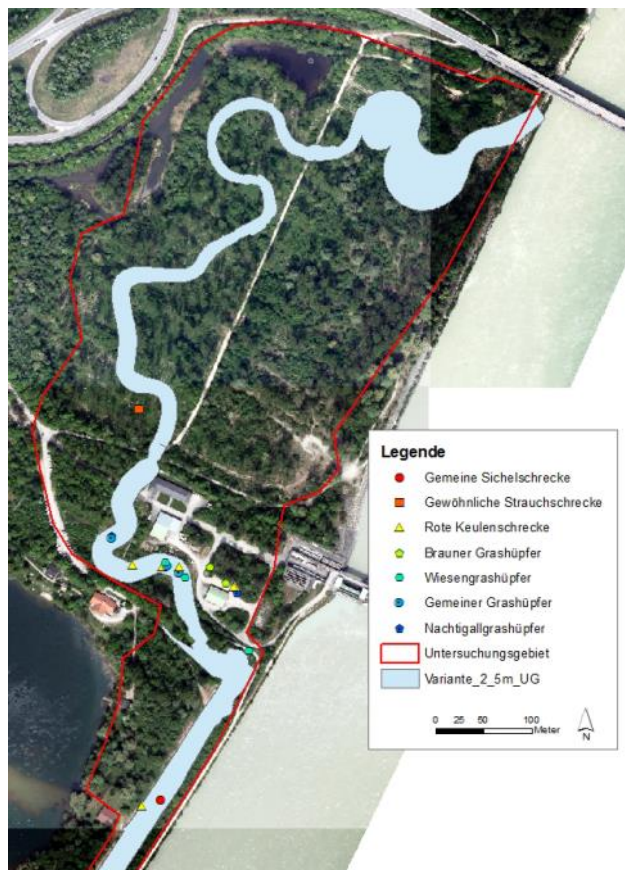 Legende
Gemeine Sichelschrecke
Gewöhnliche Strauchschrecke
Rote Keulenschrecke
Brauner Grashüpfer
Wiesengrashüpfer
Gemeiner Grashüpfer
Nachtigallgrashüpfer
Untersuchungsgebiet
Variante_2_5m_UG
0 25 50 100
Meter
N